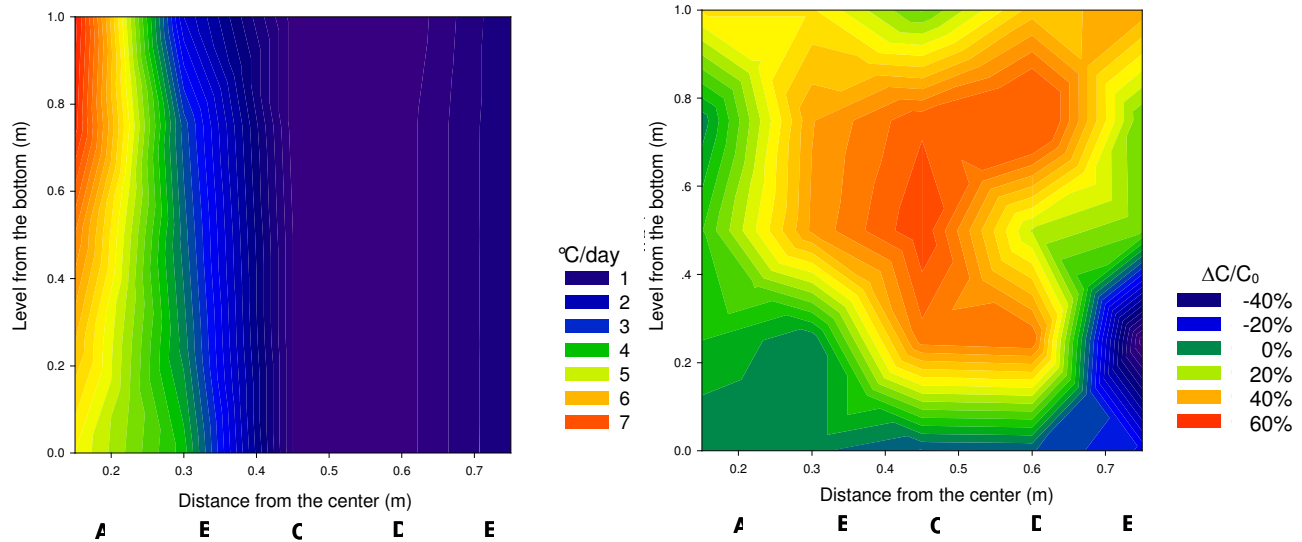 1.0
0.8
0.6
0.4
0.2
0.0
Level from the bottom (m)
0.2 0.3 0.4 0.5 0.6 0.7
Distance from the center (m)
A E C D E
°C/day
1
2
3
4
5
6
7
1.0
0.8
0.6
.4
0.2
0.0
Level from the bottom (m)
0.2 0.3 0.4 0.5 0.6 0.7
Distance from the center (m)
A E C D E
ΔC/C₀
-40%
-20%
0%
20%
40%
60%